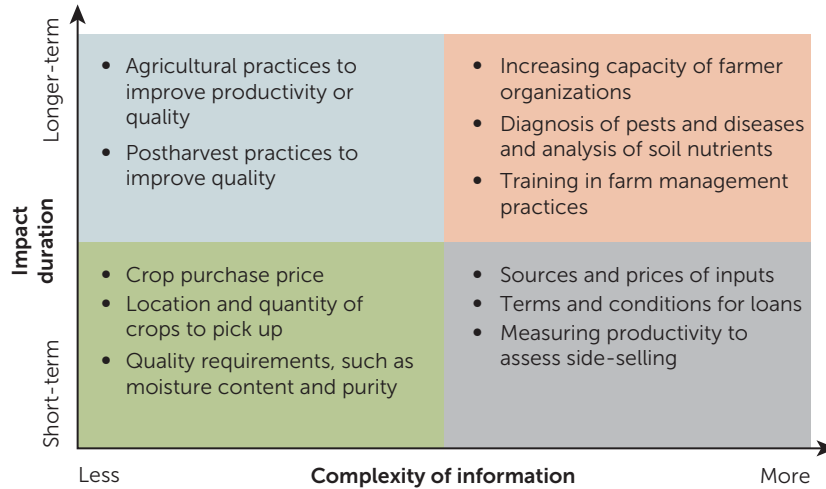 Longer-term
• Agricultural practices to
improve productivity or
quality
• Postharvest practices to
improve quality
• Increasing capacity of farmer
organizations
• Diagnosis of pests and diseases
and analysis of soil nutrients
• Training in farm management
practices
Impact
duration
• Crop purchase price
• Location and quantity of
crops to pick up
• Quality requirements, such as
moisture content and purity
• Sources and prices of inputs
• Terms and conditions for loans
• Measuring productivity to
assess side-selling
Short-term
Less
Complexity of information
More